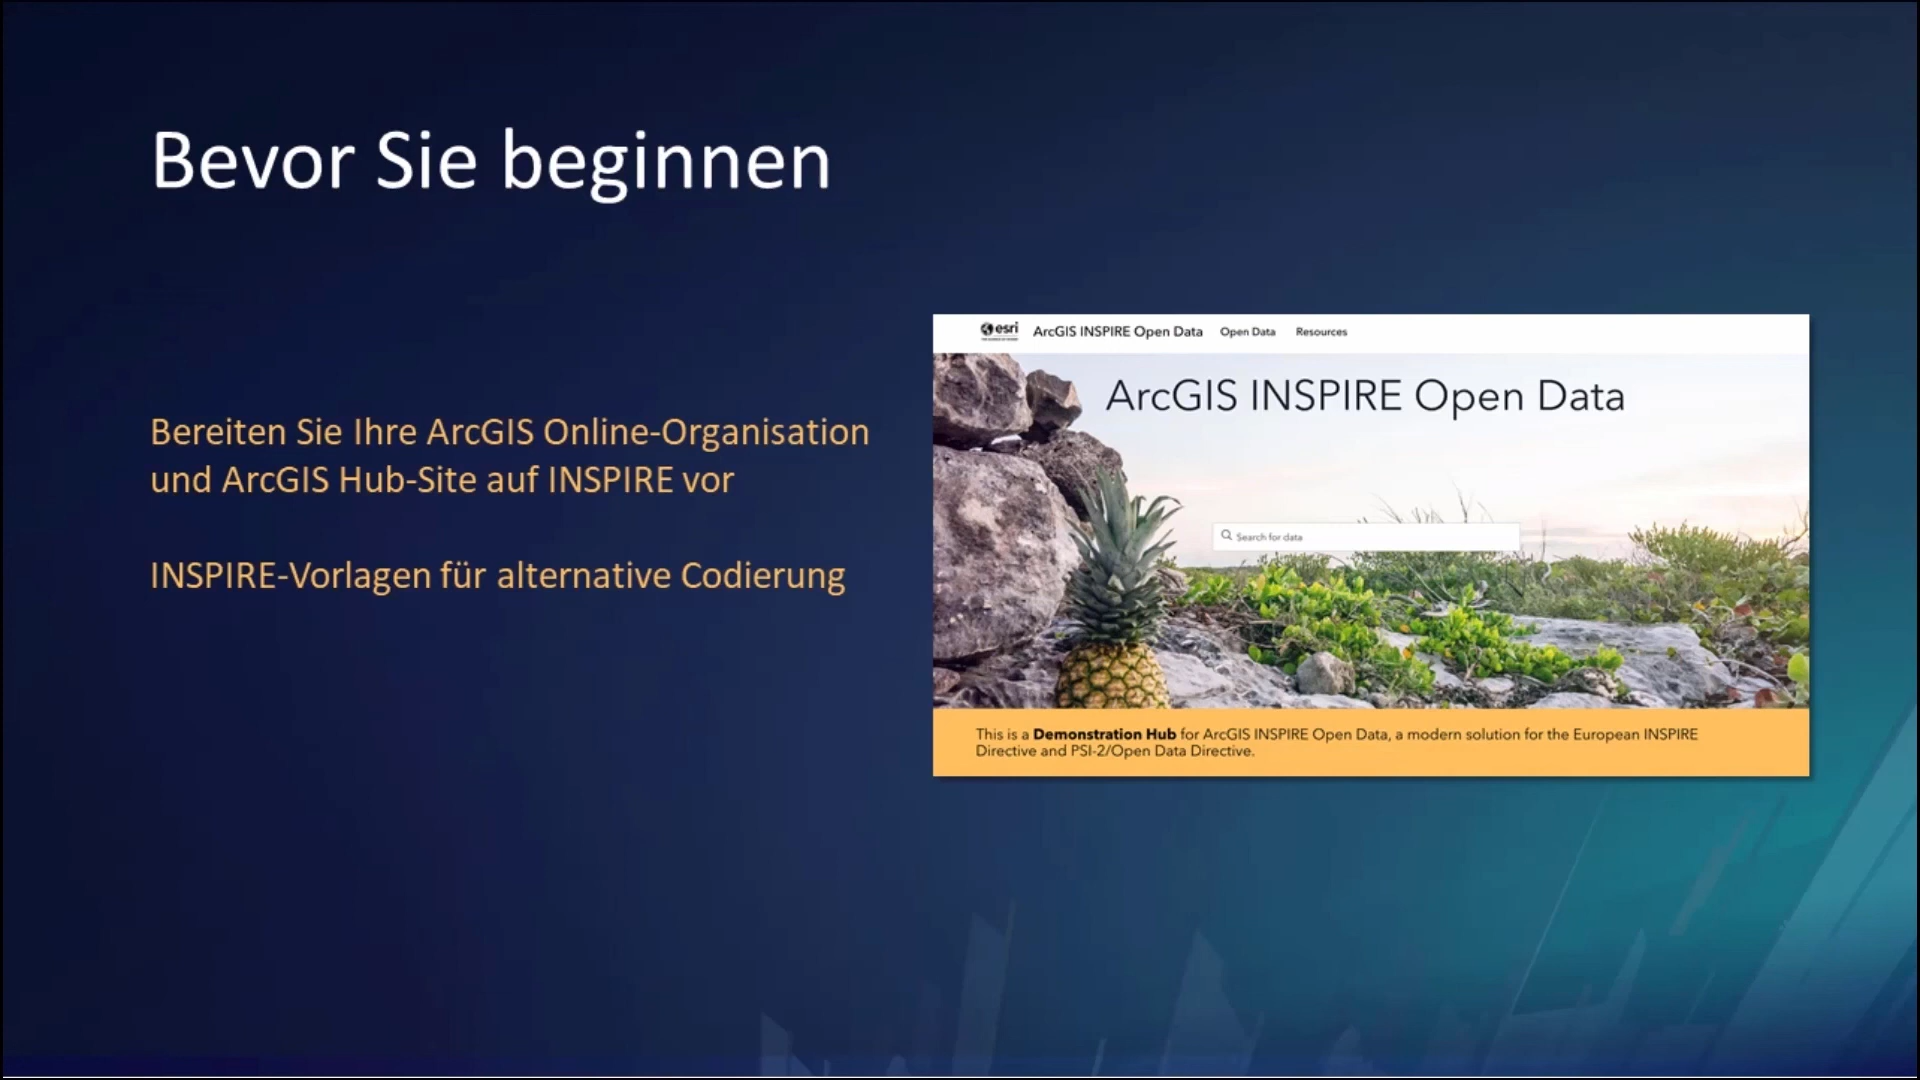 Bevor Sie beginnen
Bereiten Sie Ihre ArcGIS Online-Organisation
und ArcGIS Hub-Site auf INSPIRE vor
INSPIRE-Vorlagen für alternative Codierung
esri
ArcGIS INSPIRE Open Data
Open Data
Resources
ArcGIS INSPIRE Open Data
Search for data
This is a Demonstration Hub for ArcGIS INSPIRE Open Data, a modern solution for the European INSPIRE
Directive and PSI-2/Open Data Directive.